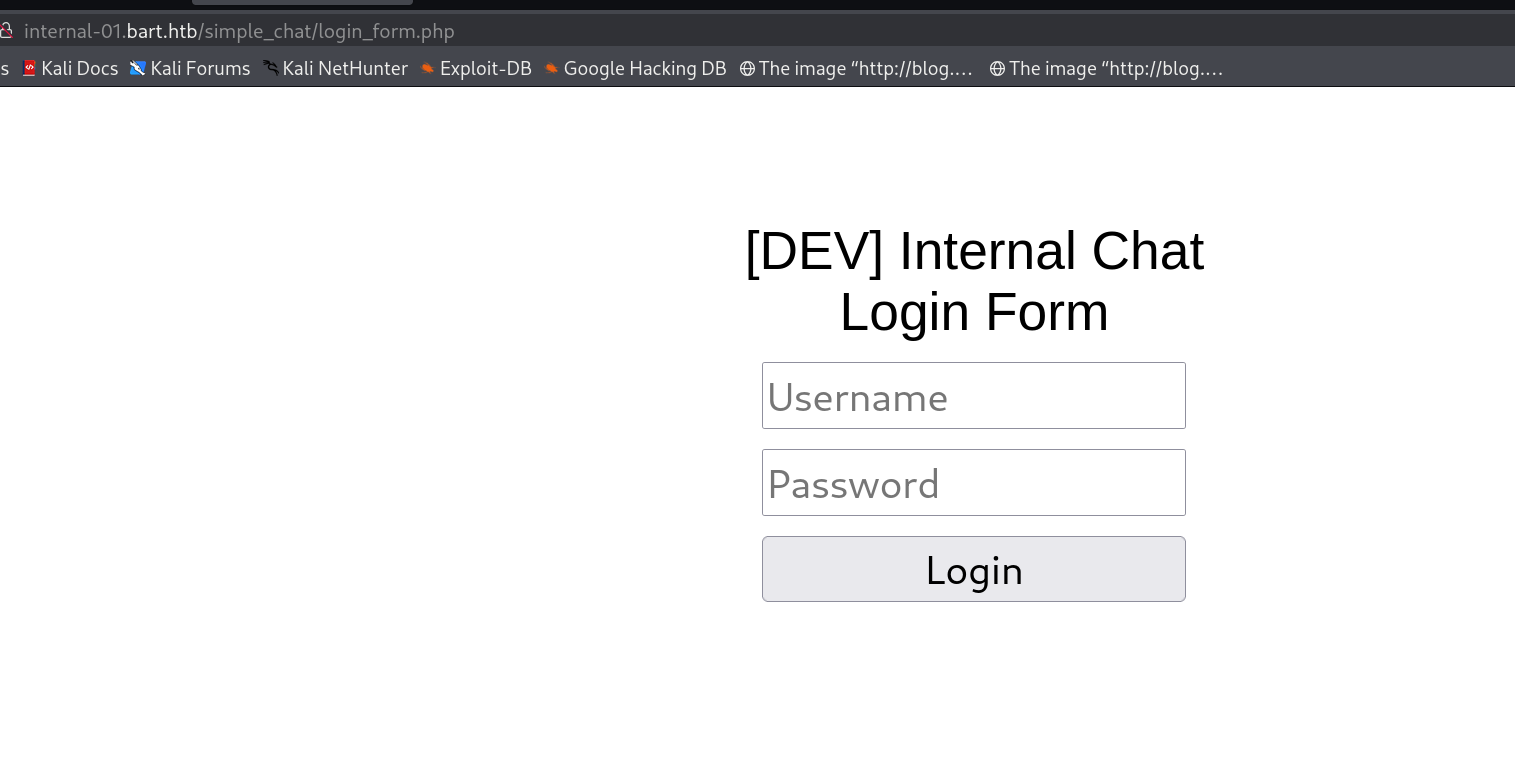 internal-01.bart.htb/simple_chat/login_form.php
s Kali Docs Kali Forums Kali NetHunter Exploit-DB Google Hacking DB The image “http://blog.... The image “http://blog....
[DEV] Internal Chat
Login Form
Username
Password
Login